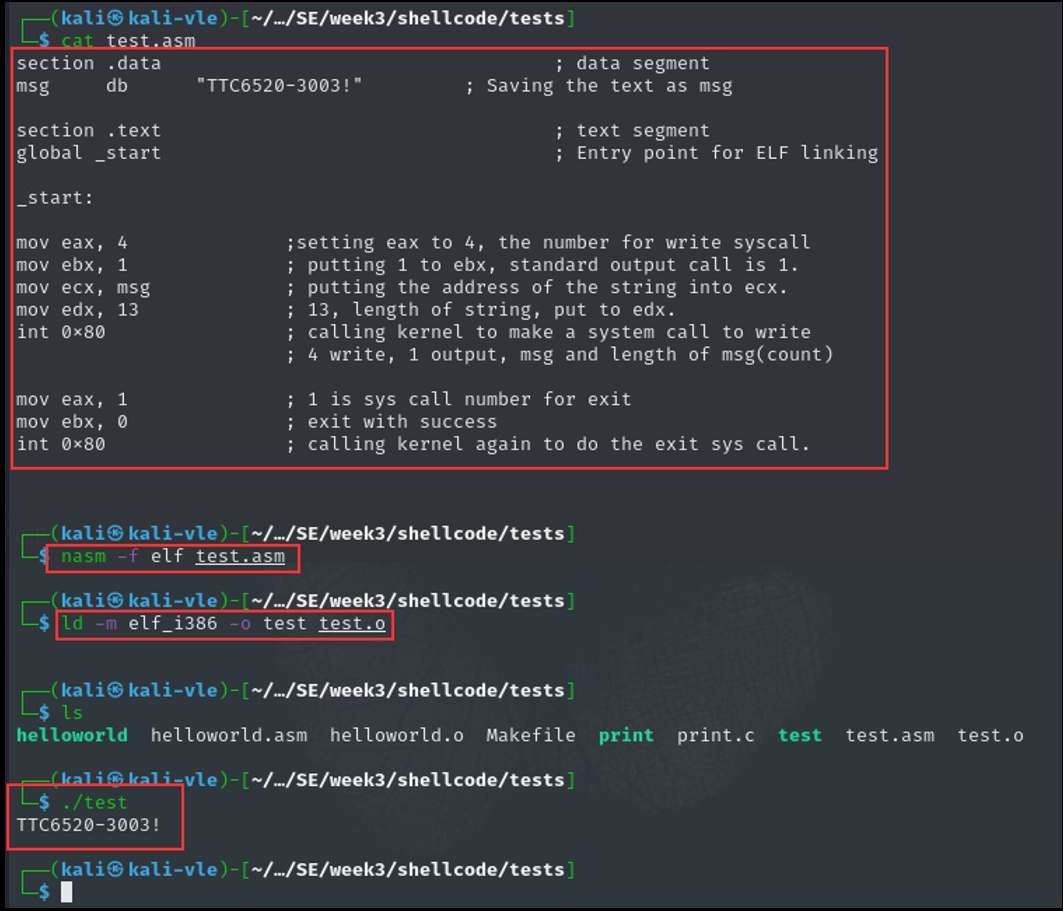 ┌──(kali㉿kali-vle)-[~/…/SE/week3/shellcode/tests]
└─$ cat test.asm
section .data                                    ; data segment
msg     db      "TTC6520-3003!"         ; Saving the text as msg
section .text                                    ; text segment
global _start                                    ; Entry point for ELF linking
_start:
mov eax, 4              ;setting eax to 4, the number for write syscall
mov ebx, 1              ; putting 1 to ebx, standard output call is 1.
mov ecx, msg            ; putting the address of the string into ecx.
mov edx, 13             ; 13, length of string, put to edx.
int 0×80                ; calling kernel to make a system call to write
                        ; 4 write, 1 output, msg and length of msg(count)
mov eax, 1              ; 1 is sys call number for exit
mov ebx, 0              ; exit with success
int 0×80                ; calling kernel again to do the exit sys call.
┌──(kali㉿kali-vle)-[~/…/SE/week3/shellcode/tests]
└─$ nasm -f elf test.asm
┌──(kali㉿kali-vle)-[~/…/SE/week3/shellcode/tests]
└─$ ld -m elf_i386 -o test test.o
┌──(kali㉿kali-vle)-[~/…/SE/week3/shellcode/tests]
└─$ ls
helloworld  helloworld.asm  helloworld.o  Makefile  print  print.c  test  test.asm  test.o
┌──(kali㉿kali-vle)-[~/…/SE/week3/shellcode/tests]
└─$ ./test
TTC6520-3003!
┌──(kali㉿kali-vle)-[~/…/SE/week3/shellcode/tests]
└─$